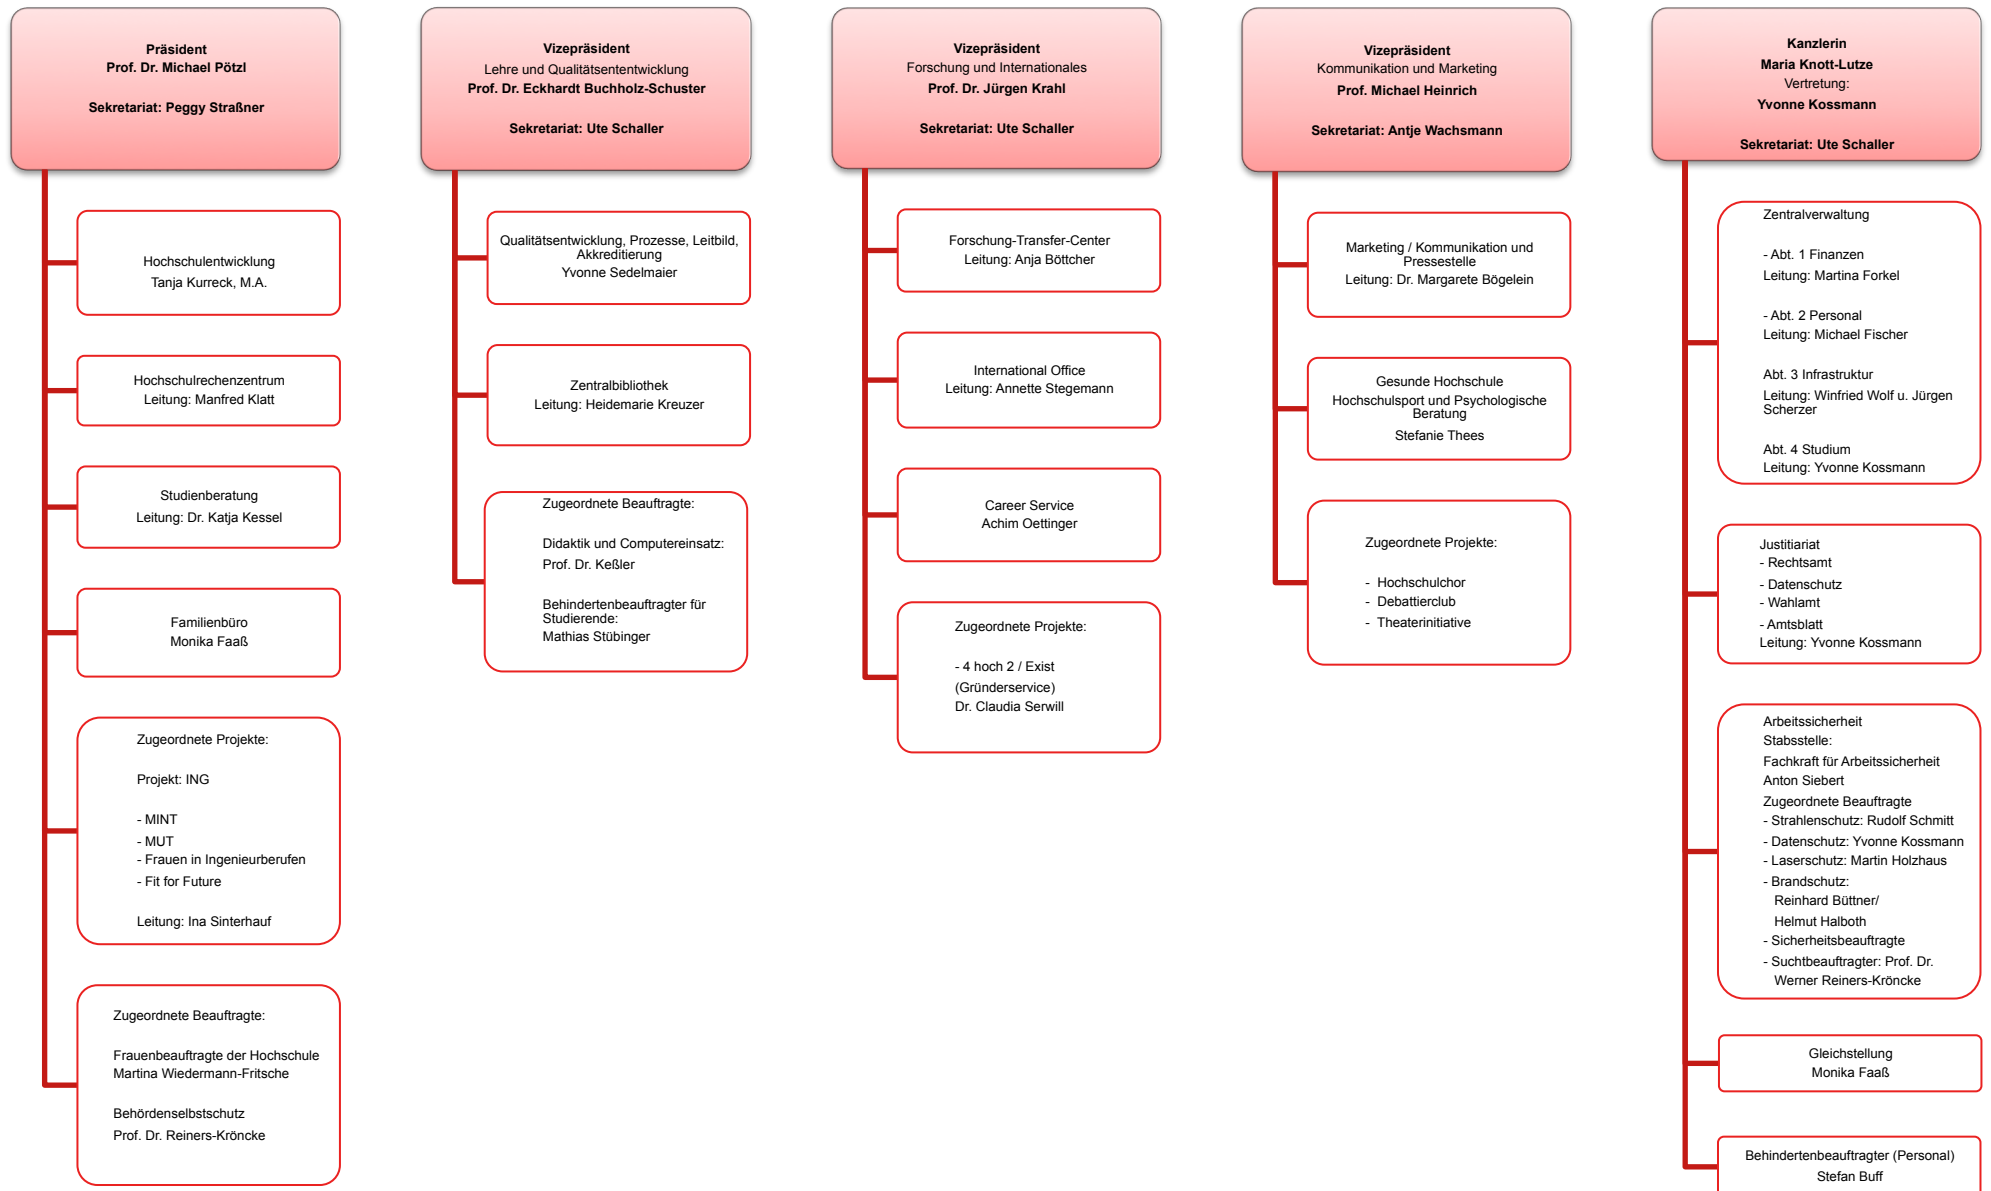 Präsident
Prof. Dr. Michael Pötzl
Sekretariat: Peggy Straßner
Hochschulentwicklung
Tanja Kurreck, M.A.
Hochschulrechenzentrum
Leitung: Manfred Klatt
Studienberatung
Leitung: Dr. Katja Kessel
Familienbüro
Monika Faaß
Zugeordnete Projekte:
Projekt: ING
- MINT
- MUT
- Frauen in Ingenieurberufen
- Fit for Future
Leitung: Ina Sinterhauf
Zugeordnete Beauftragte:
Frauenbeauftragte der Hochschule
Martina Wiedermann-Fritsche
Behördenselbstschutz
Prof. Dr. Reiners-Kröncke
Vizepräsident
Lehre und Qualitätsententwicklung
Prof. Dr. Eckhardt Buchholz-Schuster
Sekretariat: Ute Schaller
Qualitätsentwicklung, Prozesse, Leitbild,
Akkreditierung
Yvonne Sedelmaier
Zentralbibliothek
Leitung: Heidemarie Kreuzer
Zugeordnete Beauftragte:
Didaktik und Computereinsatz:
Prof. Dr. Keßler
Behindertenbeauftragter für
Studierende:
Mathias Stübinger
Vizepräsident
Forschung und Internationales
Prof. Dr. Jürgen Krahl
Sekretariat: Ute Schaller
Forschung-Transfer-Center
Leitung: Anja Böttcher
International Office
Leitung: Annette Stegemann
Career Service
Achim Oettinger
Zugeordnete Projekte:
- 4 hoch 2 / Exist
(Gründerservice)
Dr. Claudia Serwill
Vizepräsident
Kommunikation und Marketing
Prof. Michael Heinrich
Sekretariat: Antje Wachsmann
Marketing / Kommunikation und
Pressestelle
Leitung: Dr. Margarete Bögelein
Gesunde Hochschule
Hochschulsport und Psychologische
Beratung
Stefanie Thees
Zugeordnete Projekte:
- Hochschulchor
- Debattierclub
- Theaterinitiative
Kanzlerin
Maria Knott-Lutze
Vertretung:
Yvonne Kossmann
Sekretariat: Ute Schaller
Zentralverwaltung
- Abt. 1 Finanzen
Leitung: Martina Forkel
- Abt. 2 Personal
Leitung: Michael Fischer
Abt. 3 Infrastruktur
Leitung: Winfried Wolf u. Jürgen
Scherzer
Abt. 4 Studium
Leitung: Yvonne Kossmann
Justitiariat
- Rechtsamt
- Datenschutz
- Wahlamt
- Amtsblatt
Leitung: Yvonne Kossmann
Arbeitssicherheit
Stabsstelle:
Fachkraft für Arbeitssicherheit
Anton Siebert
Zugeordnete Beauftragte
- Strahlenschutz: Rudolf Schmitt
- Datenschutz: Yvonne Kossmann
- Laserschutz: Martin Holzhaus
- Brandschutz:
Reinhard Büttner/
Helmut Halboth
- Sicherheitsbeauftragte
- Suchtbeauftragter: Prof. Dr.
Werner Reiners-Kröncke
Gleichstellung
Monika Faaß
Behindertenbeauftragter (Personal)
Stefan Buff